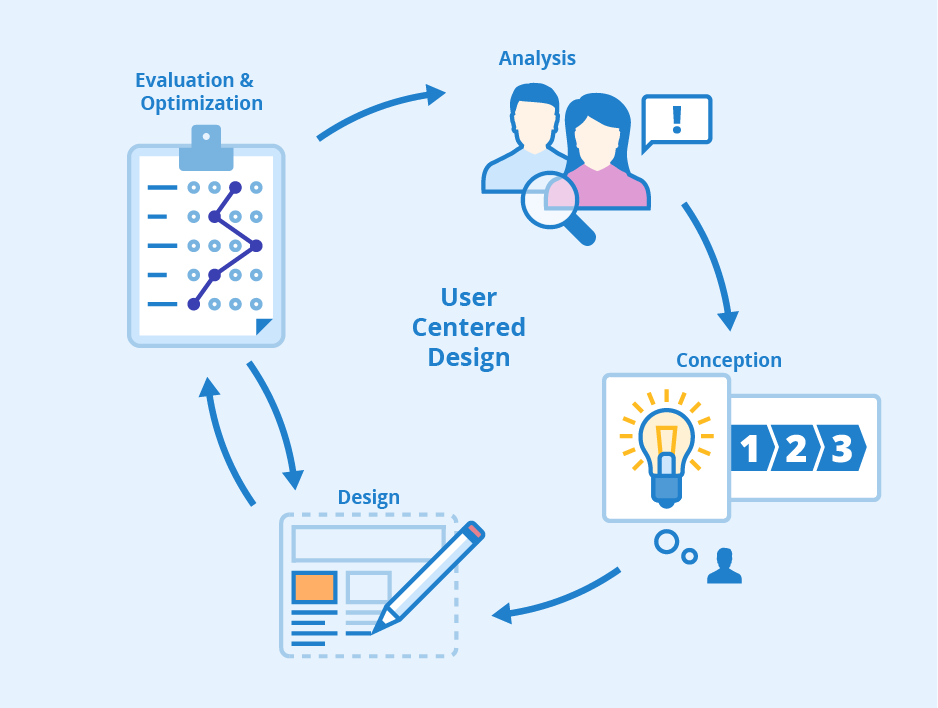 Analysis
Evaluation &
Optimization
!
User
Centered
Design
Conception
1 2 3
Design